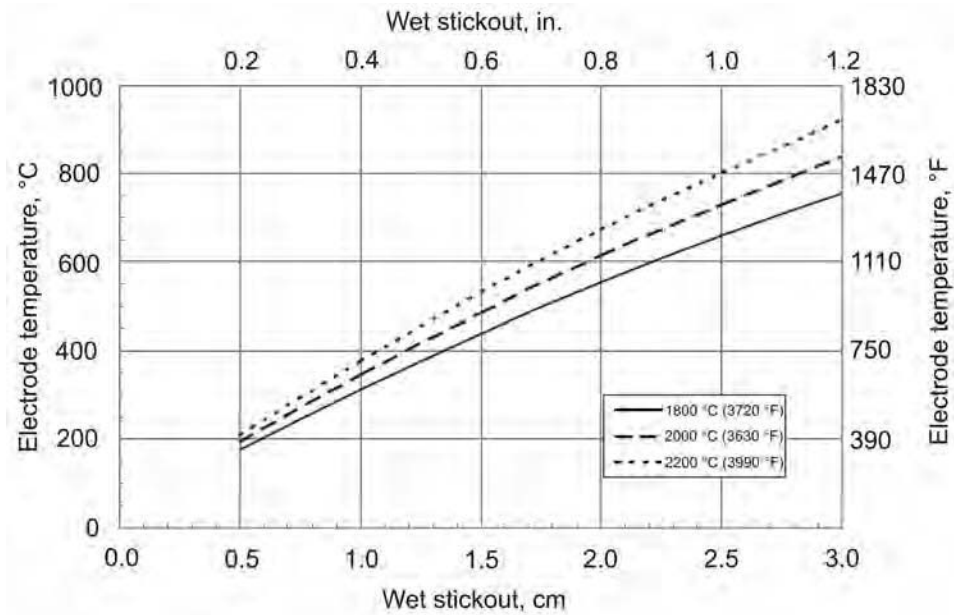 Wet stickout, in.
0.2 0.4 0.6 0.8 1.0 1.2
1000 1830
800 1470
600 1110
400 750
200 390
0
Electrode temperature, °C
Electrode temperature, °F
1800 °C (3720 °F)
2000 °C (3630 °F)
2200 °C (3990 °F)
0.0 0.5 1.0 1.5 2.0 2.5 3.0
Wet stickout, cm